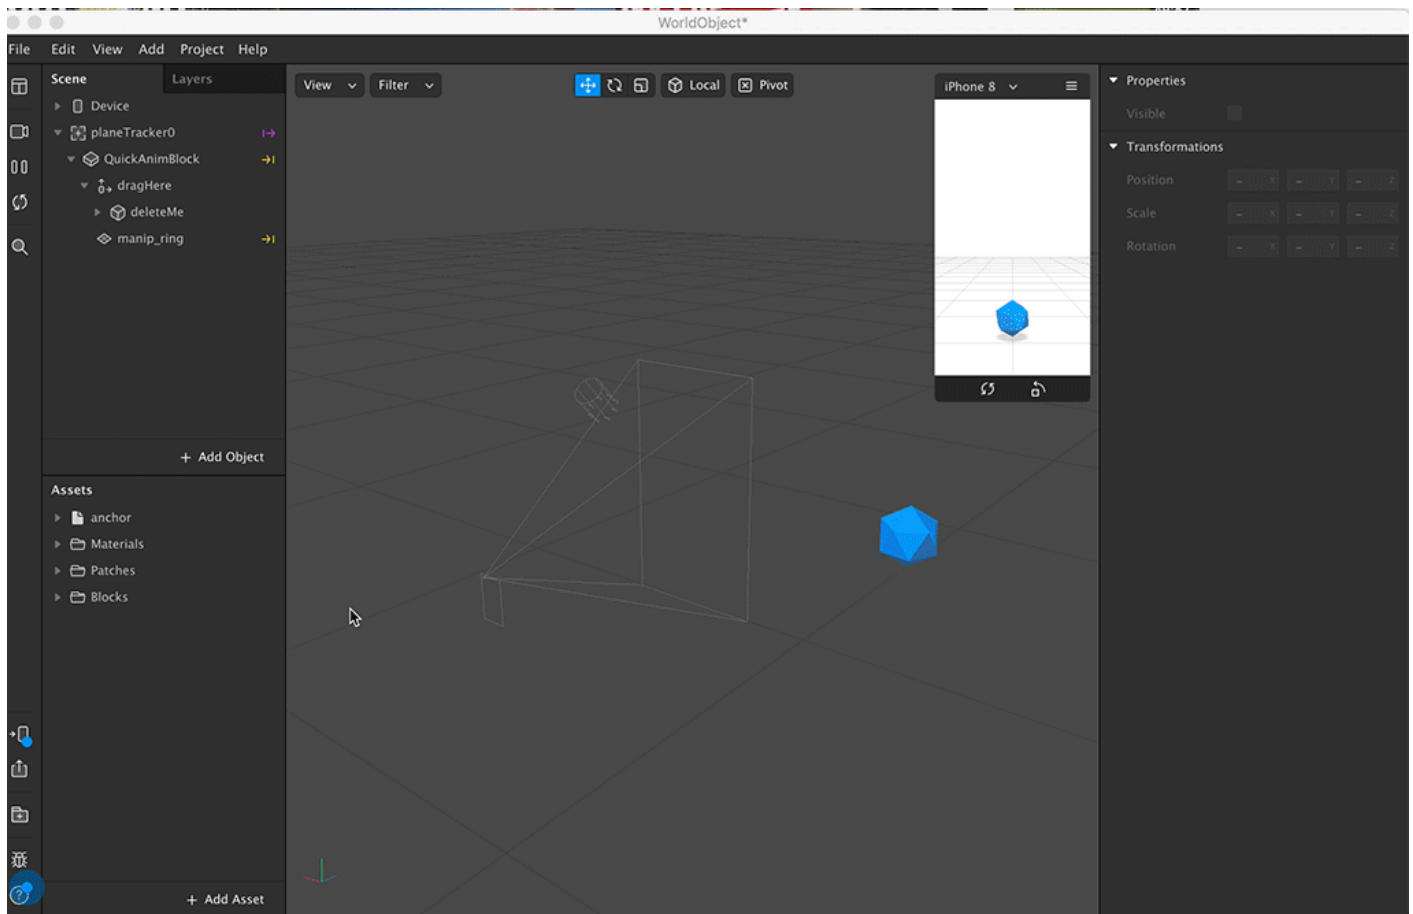 WorldObject*
File Edit View Add Project Help
Scene Layers
Device
planeTracker0
QuickAnimBlock
dragHere
deleteMe
manip_ring
+ Add Object
Assets
anchor
Materials
Patches
Blocks
+ Add Asset
View Filter Local Pivot
iPhone 8
Properties
Visible
Transformations
Position - X - Y - Z
Scale - X - Y - Z
Rotation - X - Y - Z